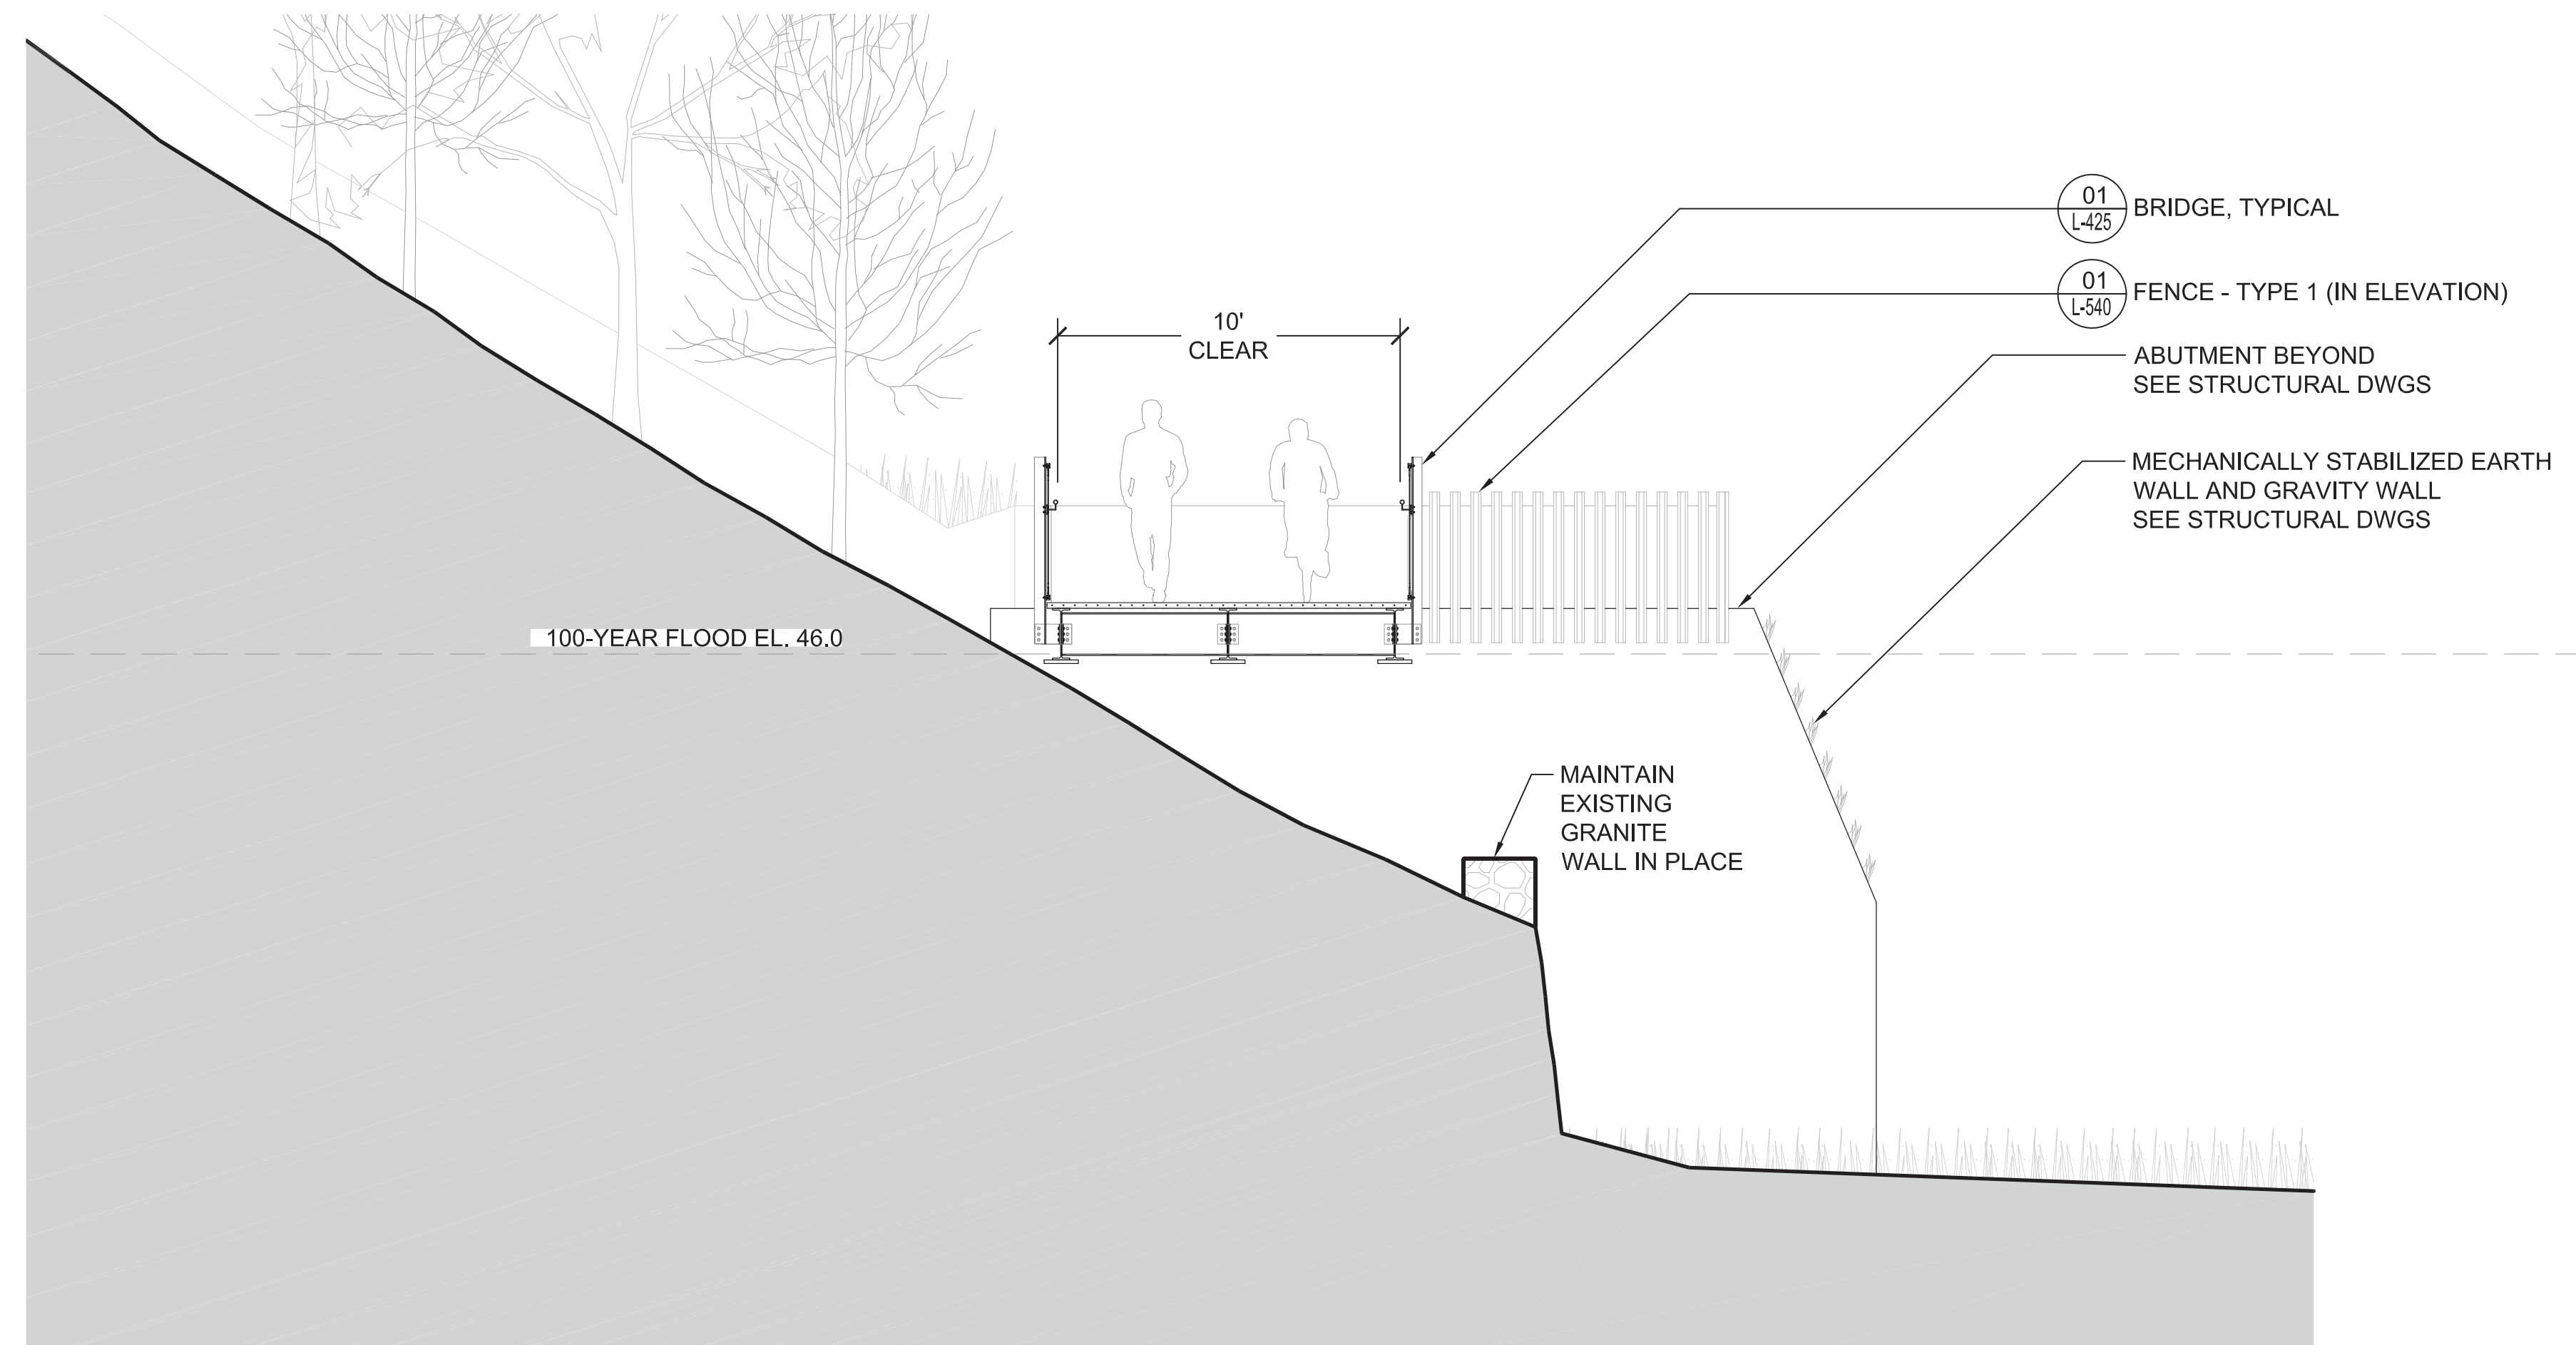 01
L-425
BRIDGE, TYPICAL
01
L-540
FENCE - TYPE 1 (IN ELEVATION)
10'
CLEAR
ABUTMENT BEYOND
SEE STRUCTURAL DWGS
MECHANICALLY STABILIZED EARTH
WALL AND GRAVITY WALL
SEE STRUCTURAL DWGS
100-YEAR FLOOD EL. 46.0
MAINTAIN
EXISTING
GRANITE
WALL IN PLACE